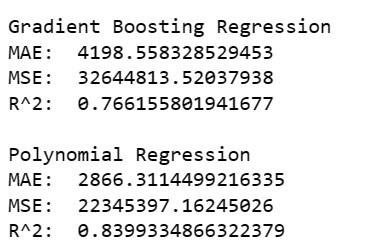 Gradient Boosting Regression
MAE:  4198.558328529453
MSE:  32644813.52037938
R^2:  0.766155801941677

Polynomial Regression
MAE:  2866.3114499216335
MSE:  22345397.16245026
R^2:  0.8399334866322379